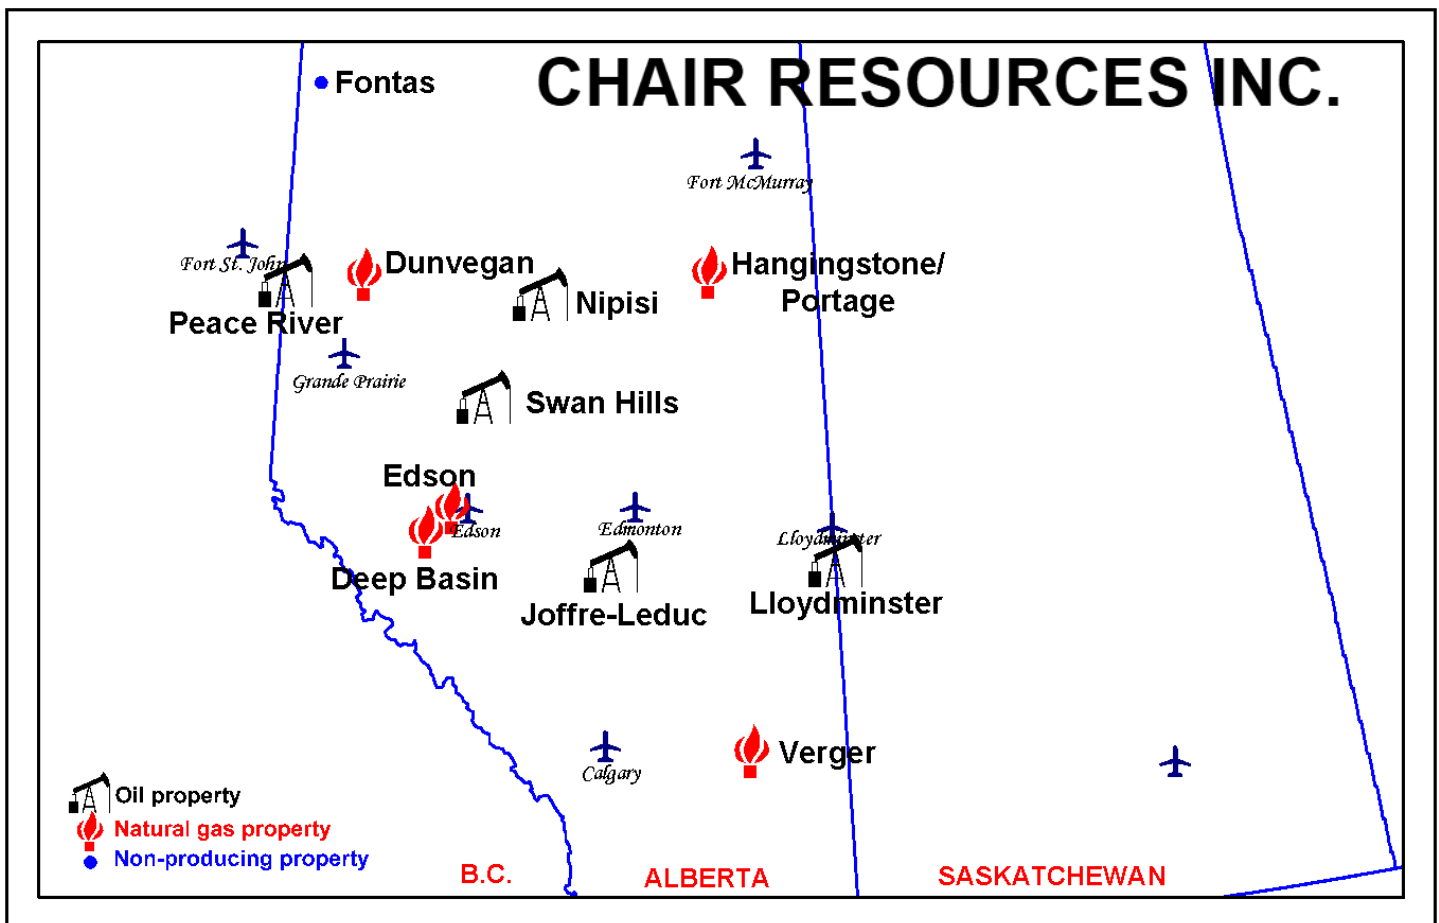 Fontas
CHAIR RESOURCES INC.
Fort McMurray
Fort St. John
Dunvegan
Hangingstone/
Portage
Nipisi
Peace River
Grande Prairie
Swan Hills
Edson
Edson
Edmonton
Lloydminster
Deep Basin
Joffre-Leduc
Lloydminster
Verger
Calgary
Oil property
Natural gas property
Non-producing property
B.C.
ALBERTA
SASKATCHEWAN